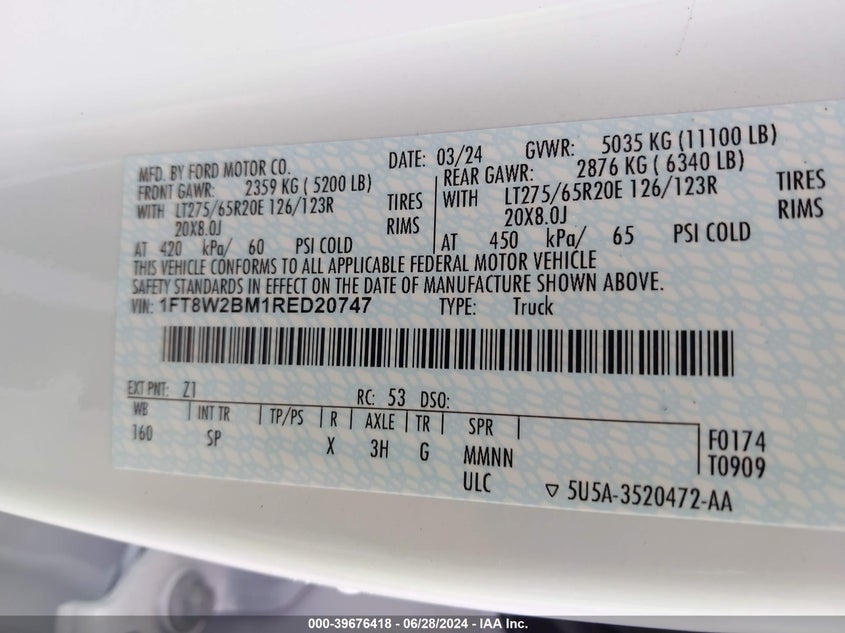 MFD. BY FORD MOTOR CO. DATE: 03/24 GVWR: 5035 KG (11100 LB)
FRONT GAWR: 2359 KG ( 5200 LB) REAR GAWR: 2876 KG ( 6340 LB)
WITH LT275/65R20E 126/123R TIRES WITH LT275/65R20E 126/123R TIRES
20X8.0J RIMS 20X8.0J RIMS
AT 420 kPa/ 60 PSI COLD AT 450 kPa/ 65 PSI COLD
THIS VEHICLE CONFORMS TO ALL APPLICABLE FEDERAL MOTOR VEHICLE
SAFETY STANDARDS IN EFFECT ON THE DATE OF MANUFACTURE SHOWN ABOVE.
VIN: 1FT8W2BM1RED20747 TYPE: Truck
EXT PNT: Z1 RC: 53 DSO:
WB INT TR TP/PS R AXLE TR SPR
160 SP X 3H G MMNN F0174
ULC T0909
5U5A-3520472-AA
000-39676418 - 06/28/2024 - IAA Inc.